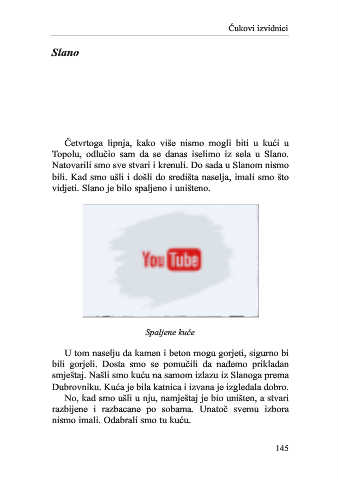 Čukovi izvidnici
Slano
Četvrtoga lipnja, kako više nismo mogli biti u kući u
Topolu, odlučio sam da se danas iselimo iz sela u Slano.
Natovarili smo sve stvari i krenuli. Do sada u Slanom nismo
bili. Kad smo ušli i došli do središta naselja, imali smo što
vidjeti. Slano je bilo spaljeno i uništeno.
YouTube
Spaljene kuće
U tom naselju da kamen i beton mogu gorjeti, sigurno bi
bili gorjeli. Dosta smo se pomučili da nađemo prikladan
smještaj. Našli smo kuću na samom izlazu iz Slanoga prema
Dubrovniku. Kuća je bila katnica i izvana je izgledala dobro.
No, kad smo ušli u nju, namještaj je bio uništen, a stvari
razbijene i razbacane po sobama. Unatoč svemu izbora
nismo imali. Odabrali smo tu kuću.
145